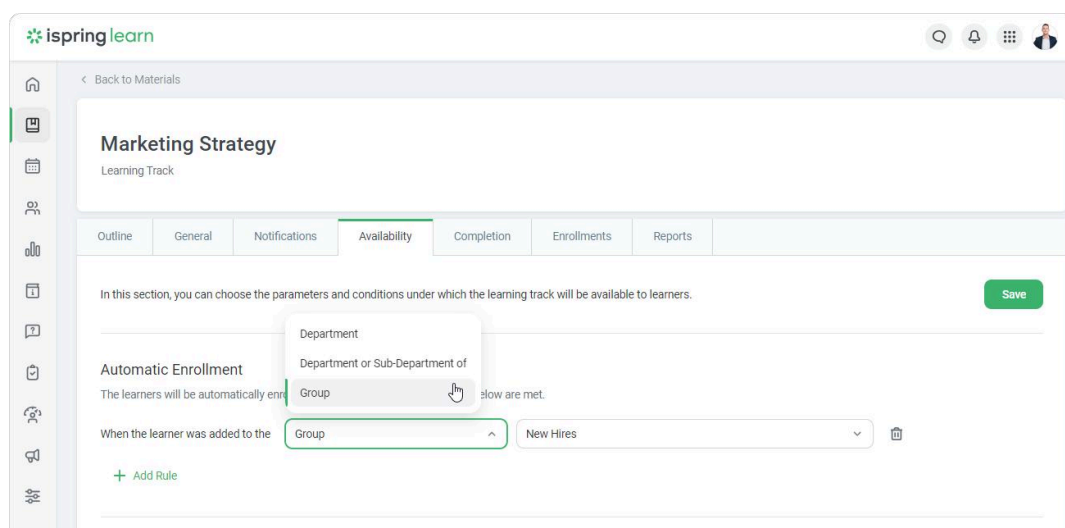 ispring learn
< Back to Materials
Marketing Strategy
Learning Track
Outline General Notifications Availability Completion Enrollments Reports
In this section, you can choose the parameters and conditions under which the learning track will be available to learners.
Save
Department
Department or Sub-Department of
Group
Automatic Enrollment
The learners will be automatically elow are met.
When the learner was added to the Group New Hires
+ Add Rule